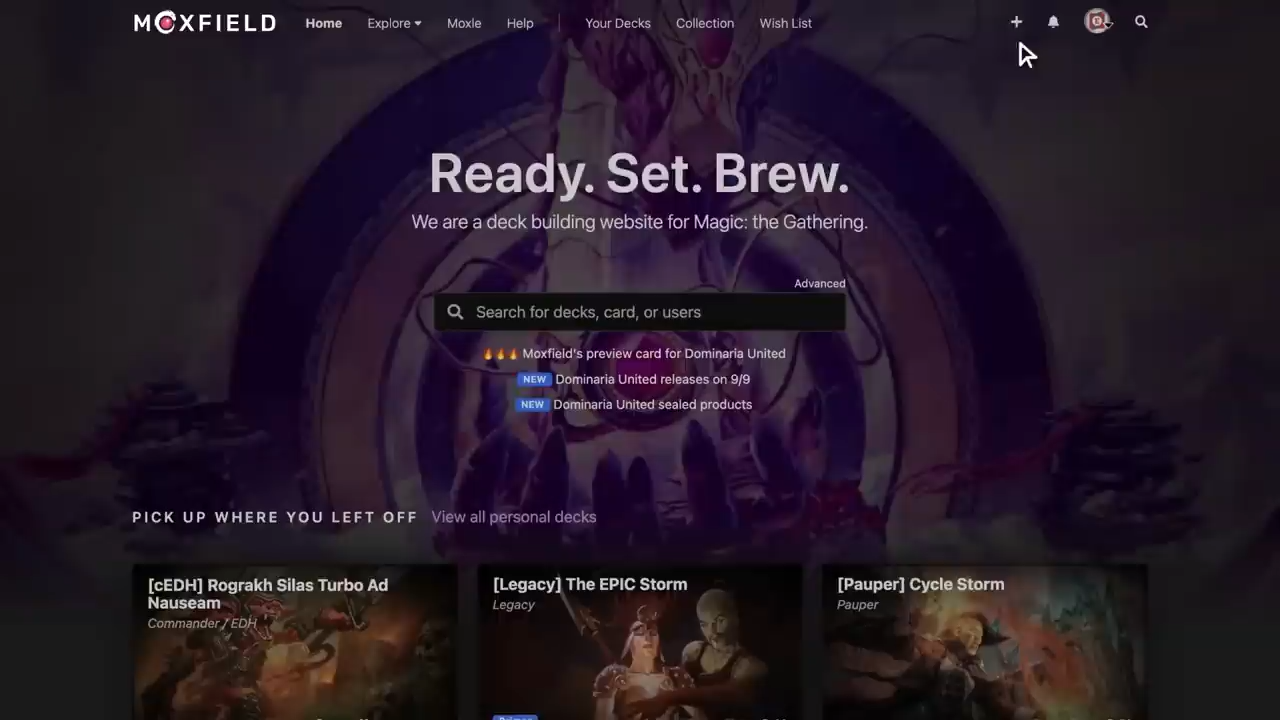 MOXFIELD Home Explore Moxie Help Your Decks Collection Wish List
Ready. Set. Brew.
We are a deck building website for Magic: the Gathering.
Advanced
Search for decks, card, or users
🔥🔥🔥 Moxfield's preview card for Dominaria United
NEW Dominaria United releases on 9/9
NEW Dominaria United sealed products
PICK UP WHERE YOU LEFT OFF View all personal decks
[cEDH] Rograkh Silas Turbo Ad
Nauseam
Commander / EDH
[Legacy] The EPIC Storm
Legacy
[Pauper] Cycle Storm
Pauper